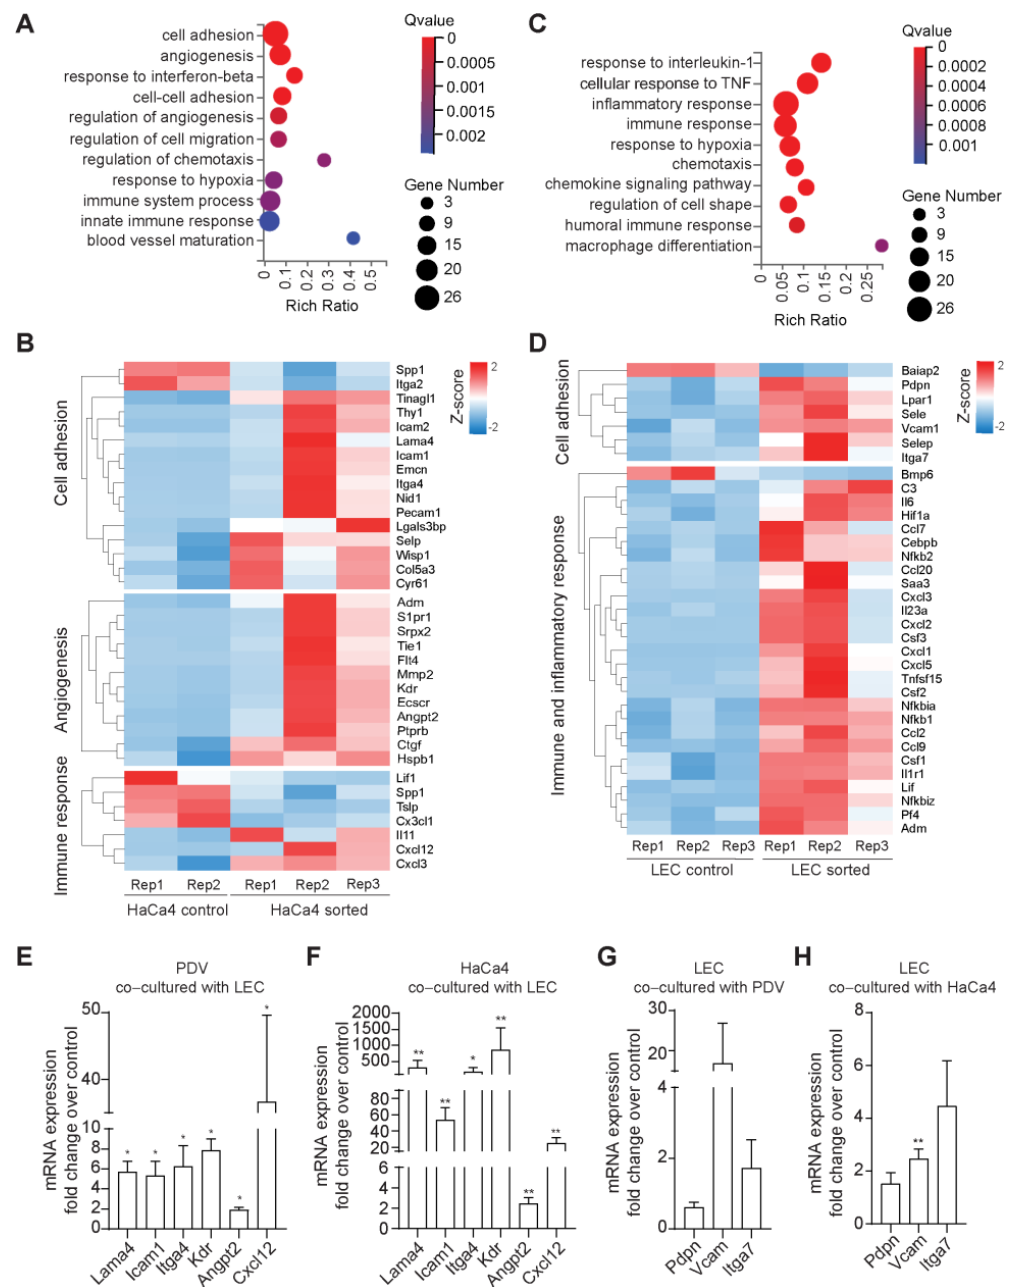 A
cell adhesion
angiogenesis
response to interferon-beta
cell-cell adhesion
regulation of angiogenesis
regulation of cell migration
regulation of chemotaxis
response to hypoxia
immune system process
innate immune response
blood vessel maturation
0 0.1 0.2 0.3 0.4 0.5
Rich Ratio
Qvalue
0
0.0005
0.001
0.0015
0.002
Gene Number
3
9
15
20
26
C
response to interleukin-1
cellular response to TNF
inflammatory response
immune response
response to hypoxia
chemotaxis
chemokine signaling pathway
regulation of cell shape
humoral immune response
macrophage differentiation
0 0.05 0.1 0.15 0.2 0.25
Rich Ratio
Qvalue
0
0.0002
0.0004
0.0006
0.0008
0.001
Gene Number
3
9
15
20
26
B
Cell adhesion
Spp1
Itga2
Tinagl1
Thy1
Icam2
Lama4
Icam1
Emcn
Itga4
Nid1
Pecam1
Lgals3bp
Selp
Wisp1
Col5a3
Cyr61
Z-score
2
-2
Angiogenesis
Adm
S1pr1
Srpx2
Tie1
Flt4
Mmp2
Kdr
Ecscr
Angpt2
Ptprb
Ctgf
Hspb1
Immune response
Lif1
Spp1
Tslp
Cx3cl1
Il11
Cxcl12
Cxcl3
Rep1 Rep2 Rep1 Rep2 Rep3
HaCa4 control HaCa4 sorted
D
Cell adhesion
Baiap2
Pdpn
Lpar1
Sele
Vcam1
Selep
Itga7
Z-score
2
-2
Immune and inflammatory response
Bmp6
C3
Il6
Hif1a
Ccl7
Cebpb
Nfkb2
Ccl20
Saa3
Cxcl3
Il23a
Cxcl2
Csf3
Cxcl1
Cxcl5
Tnfsf15
Csf2
Nfkbia
Nfkb1
Ccl2
Ccl9
Csf1
Il1r1
Lif
Nfkbiz
Pf4
Adm
Rep1 Rep2 Rep3 Rep1 Rep2 Rep3
LEC control LEC sorted
E
PDV
co–cultured with LEC
mRNA expression
fold change over control
50
40
10
8
6
4
2
0
* * * * * *
Lama4 Icam1 Itga4 Kdr Angpt2 Cxcl12
F
HaCa4
co–cultured with LEC
mRNA expression
fold change over control
2000
1500
1000
500
80
60
40
20
6
4
2
0
** ** * ** ** **
Lama4 Icam1 Itga4 Kdr Angpt2 Cxcl12
G
LEC
co–cultured with PDV
mRNA expression
fold change over control
30
20
4
2
0
Pdpn Vcam Itga7
H
LEC
co–cultured with HaCa4
mRNA expression
fold change over control
8
6
4
2
0
**
Pdpn Vcam Itga7